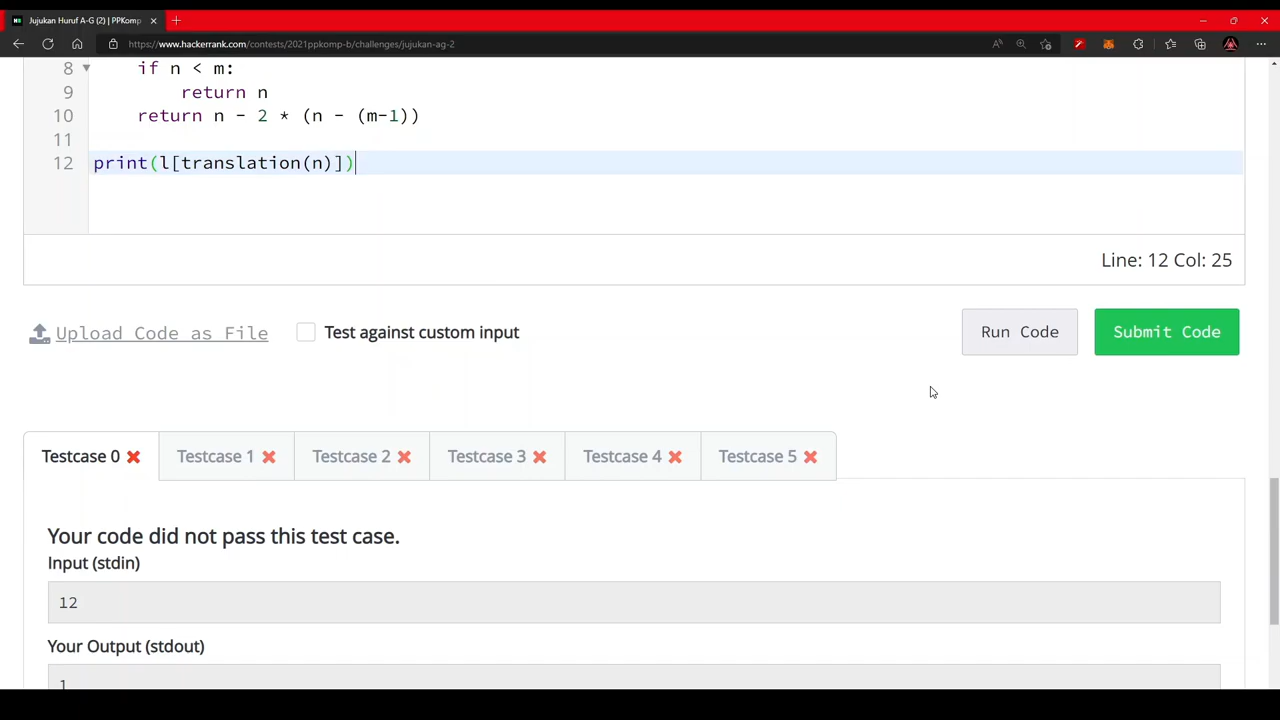 Jujukan Huruf A-G (2) | PPKomp
https://www.hackerrank.com/contests/2021ppkomp-b/challenges/jujukan-ag-2
8 if n < m:
9 return n
10 return n - 2 * (n - (m-1))
11
12 print(l[translation(n)])
Line: 12 Col: 25
Upload Code as File Test against custom input Run Code Submit Code
Testcase 0 Testcase 1 Testcase 2 Testcase 3 Testcase 4 Testcase 5
Your code did not pass this test case.
Input (stdin)
12
Your Output (stdout)
1